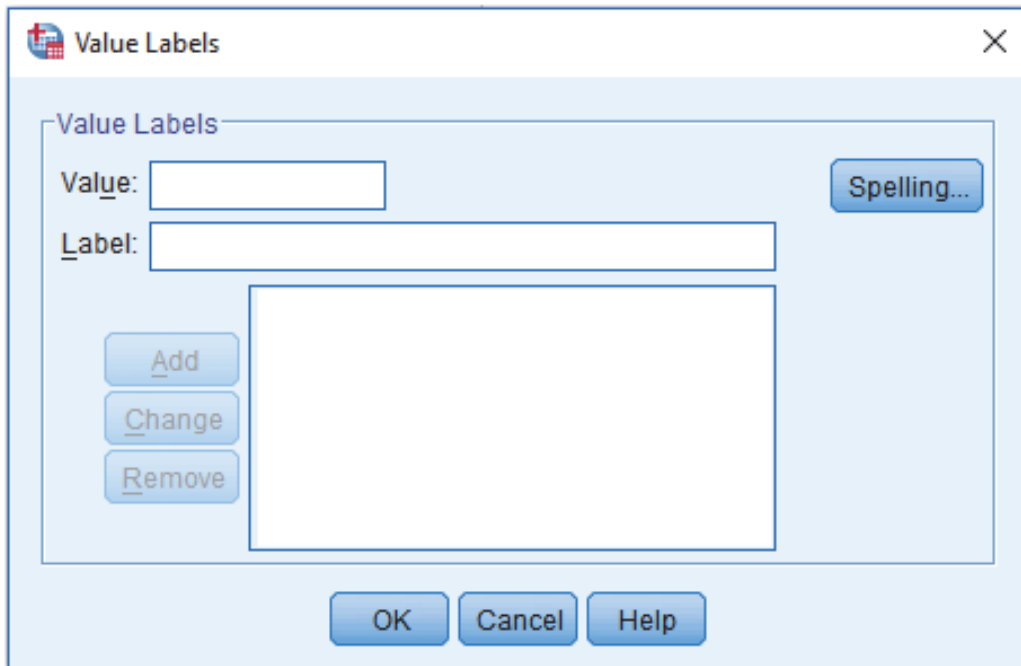 Value Labels
Value Labels
Value:
Spelling...
Label:
Add
Change
Remove
OK Cancel Help